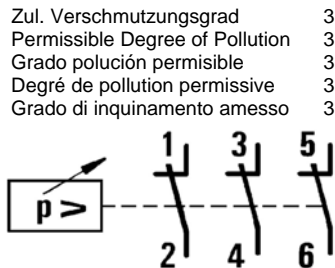 Zul. Verschmutzungsgrad 3
Permissible Degree of Pollution 3
Grado polución permisible 3
Degré de pollution permissive 3
Grado di inquinamento amesso 3
1 3 5
p >
2 4 6